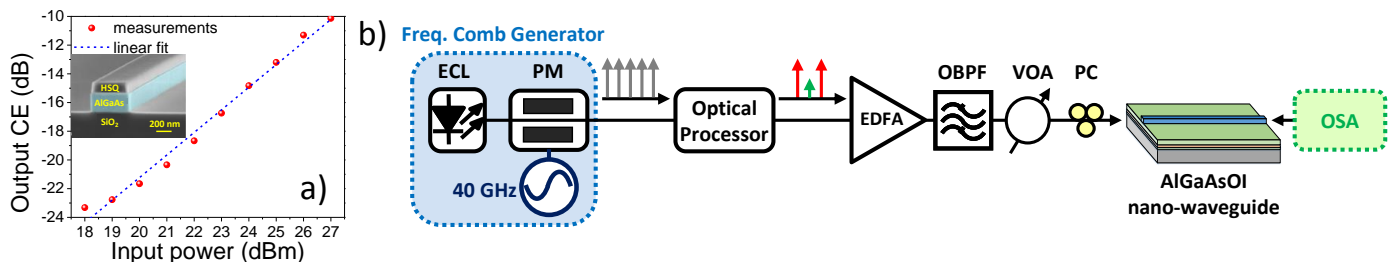 measurements
linear fit
-10
-12
-14
-16
-18
-20
-22
-24
Output CE (dB)
HSQ
AlGaAs
SiO2
200 nm
a)
18 19 20 21 22 23 24 25 26 27
Input power (dBm)
b)
Freq. Comb Generator
ECL
PM
40 GHz
Optical
Processor
EDFA
OBPF
VOA
PC
OSA
AlGaAsOI
nano-waveguide